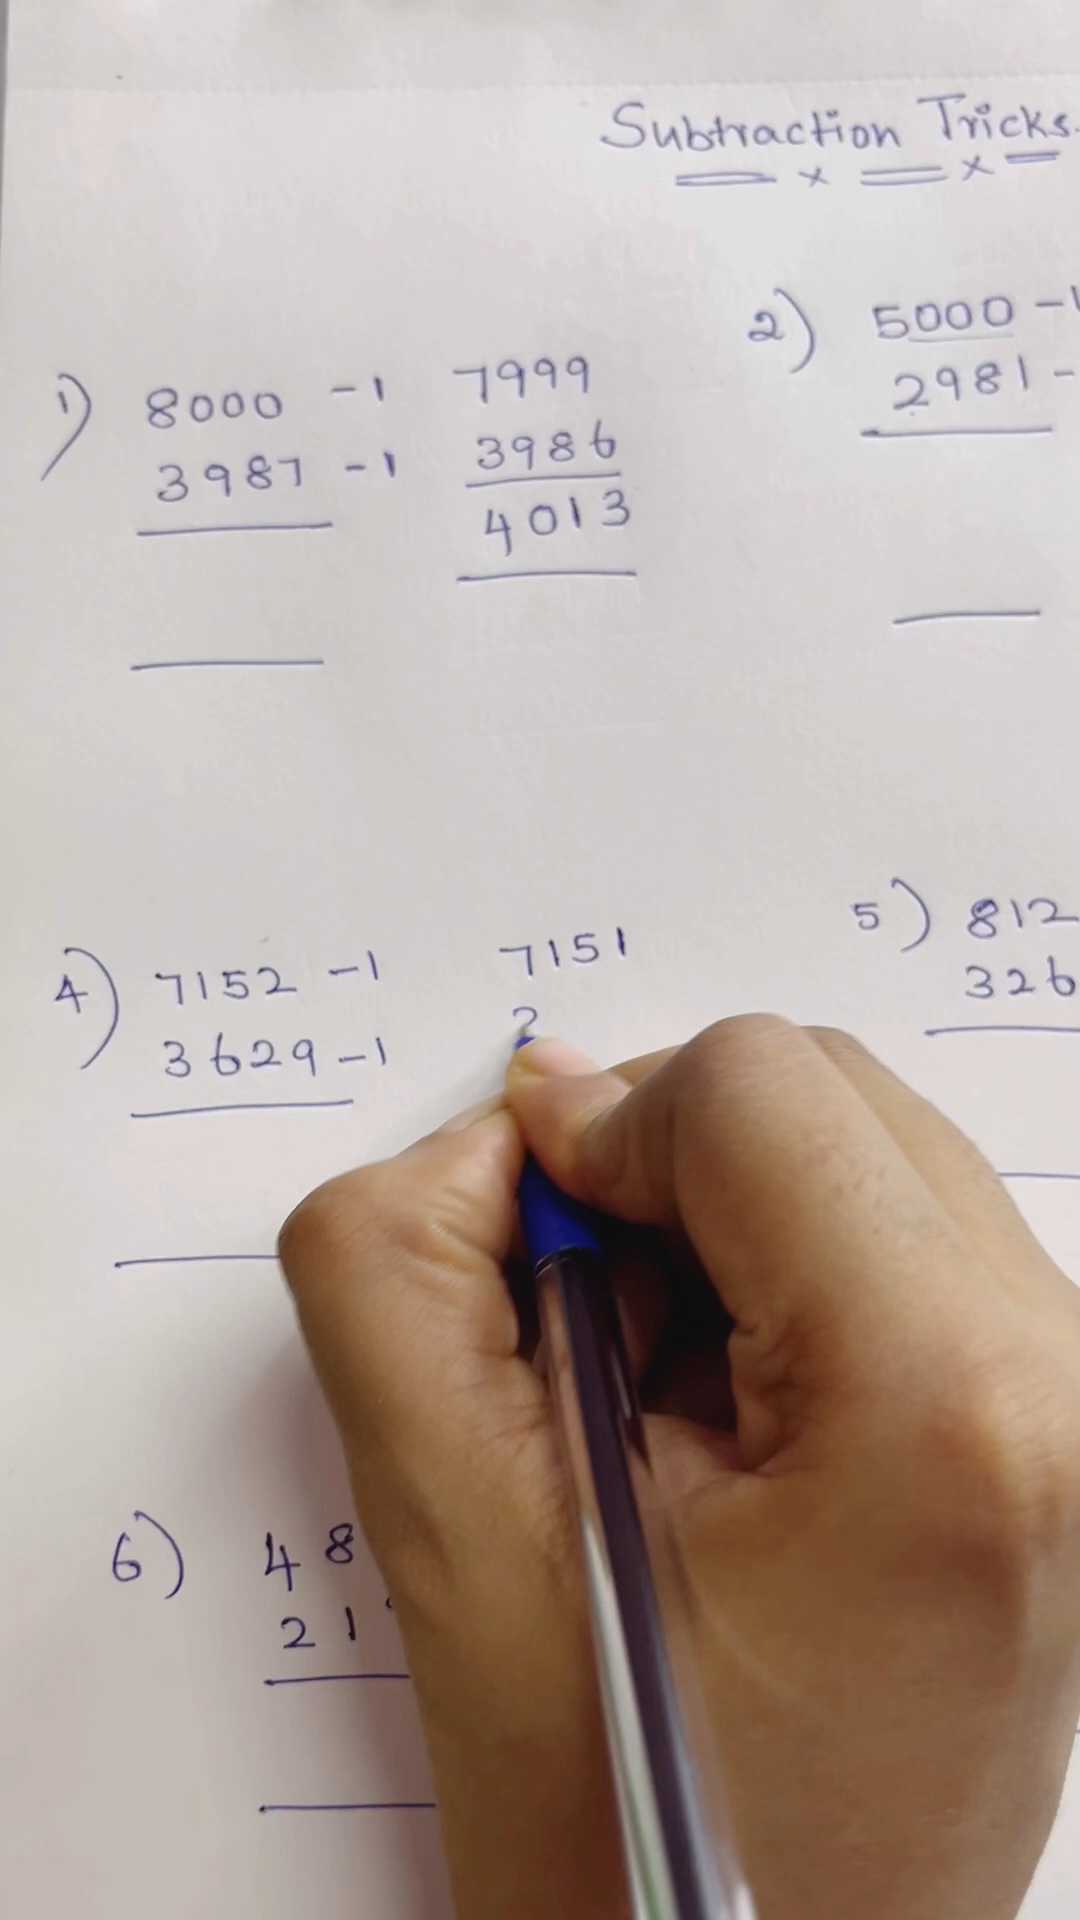 Subtraction Tricks.
1) 8000 -1 7999
3987 -1 3986
4013
2) 5000 -1
2981 -
4) 7152 -1 7151
3629 -1
5) 812
326
6) 48
21